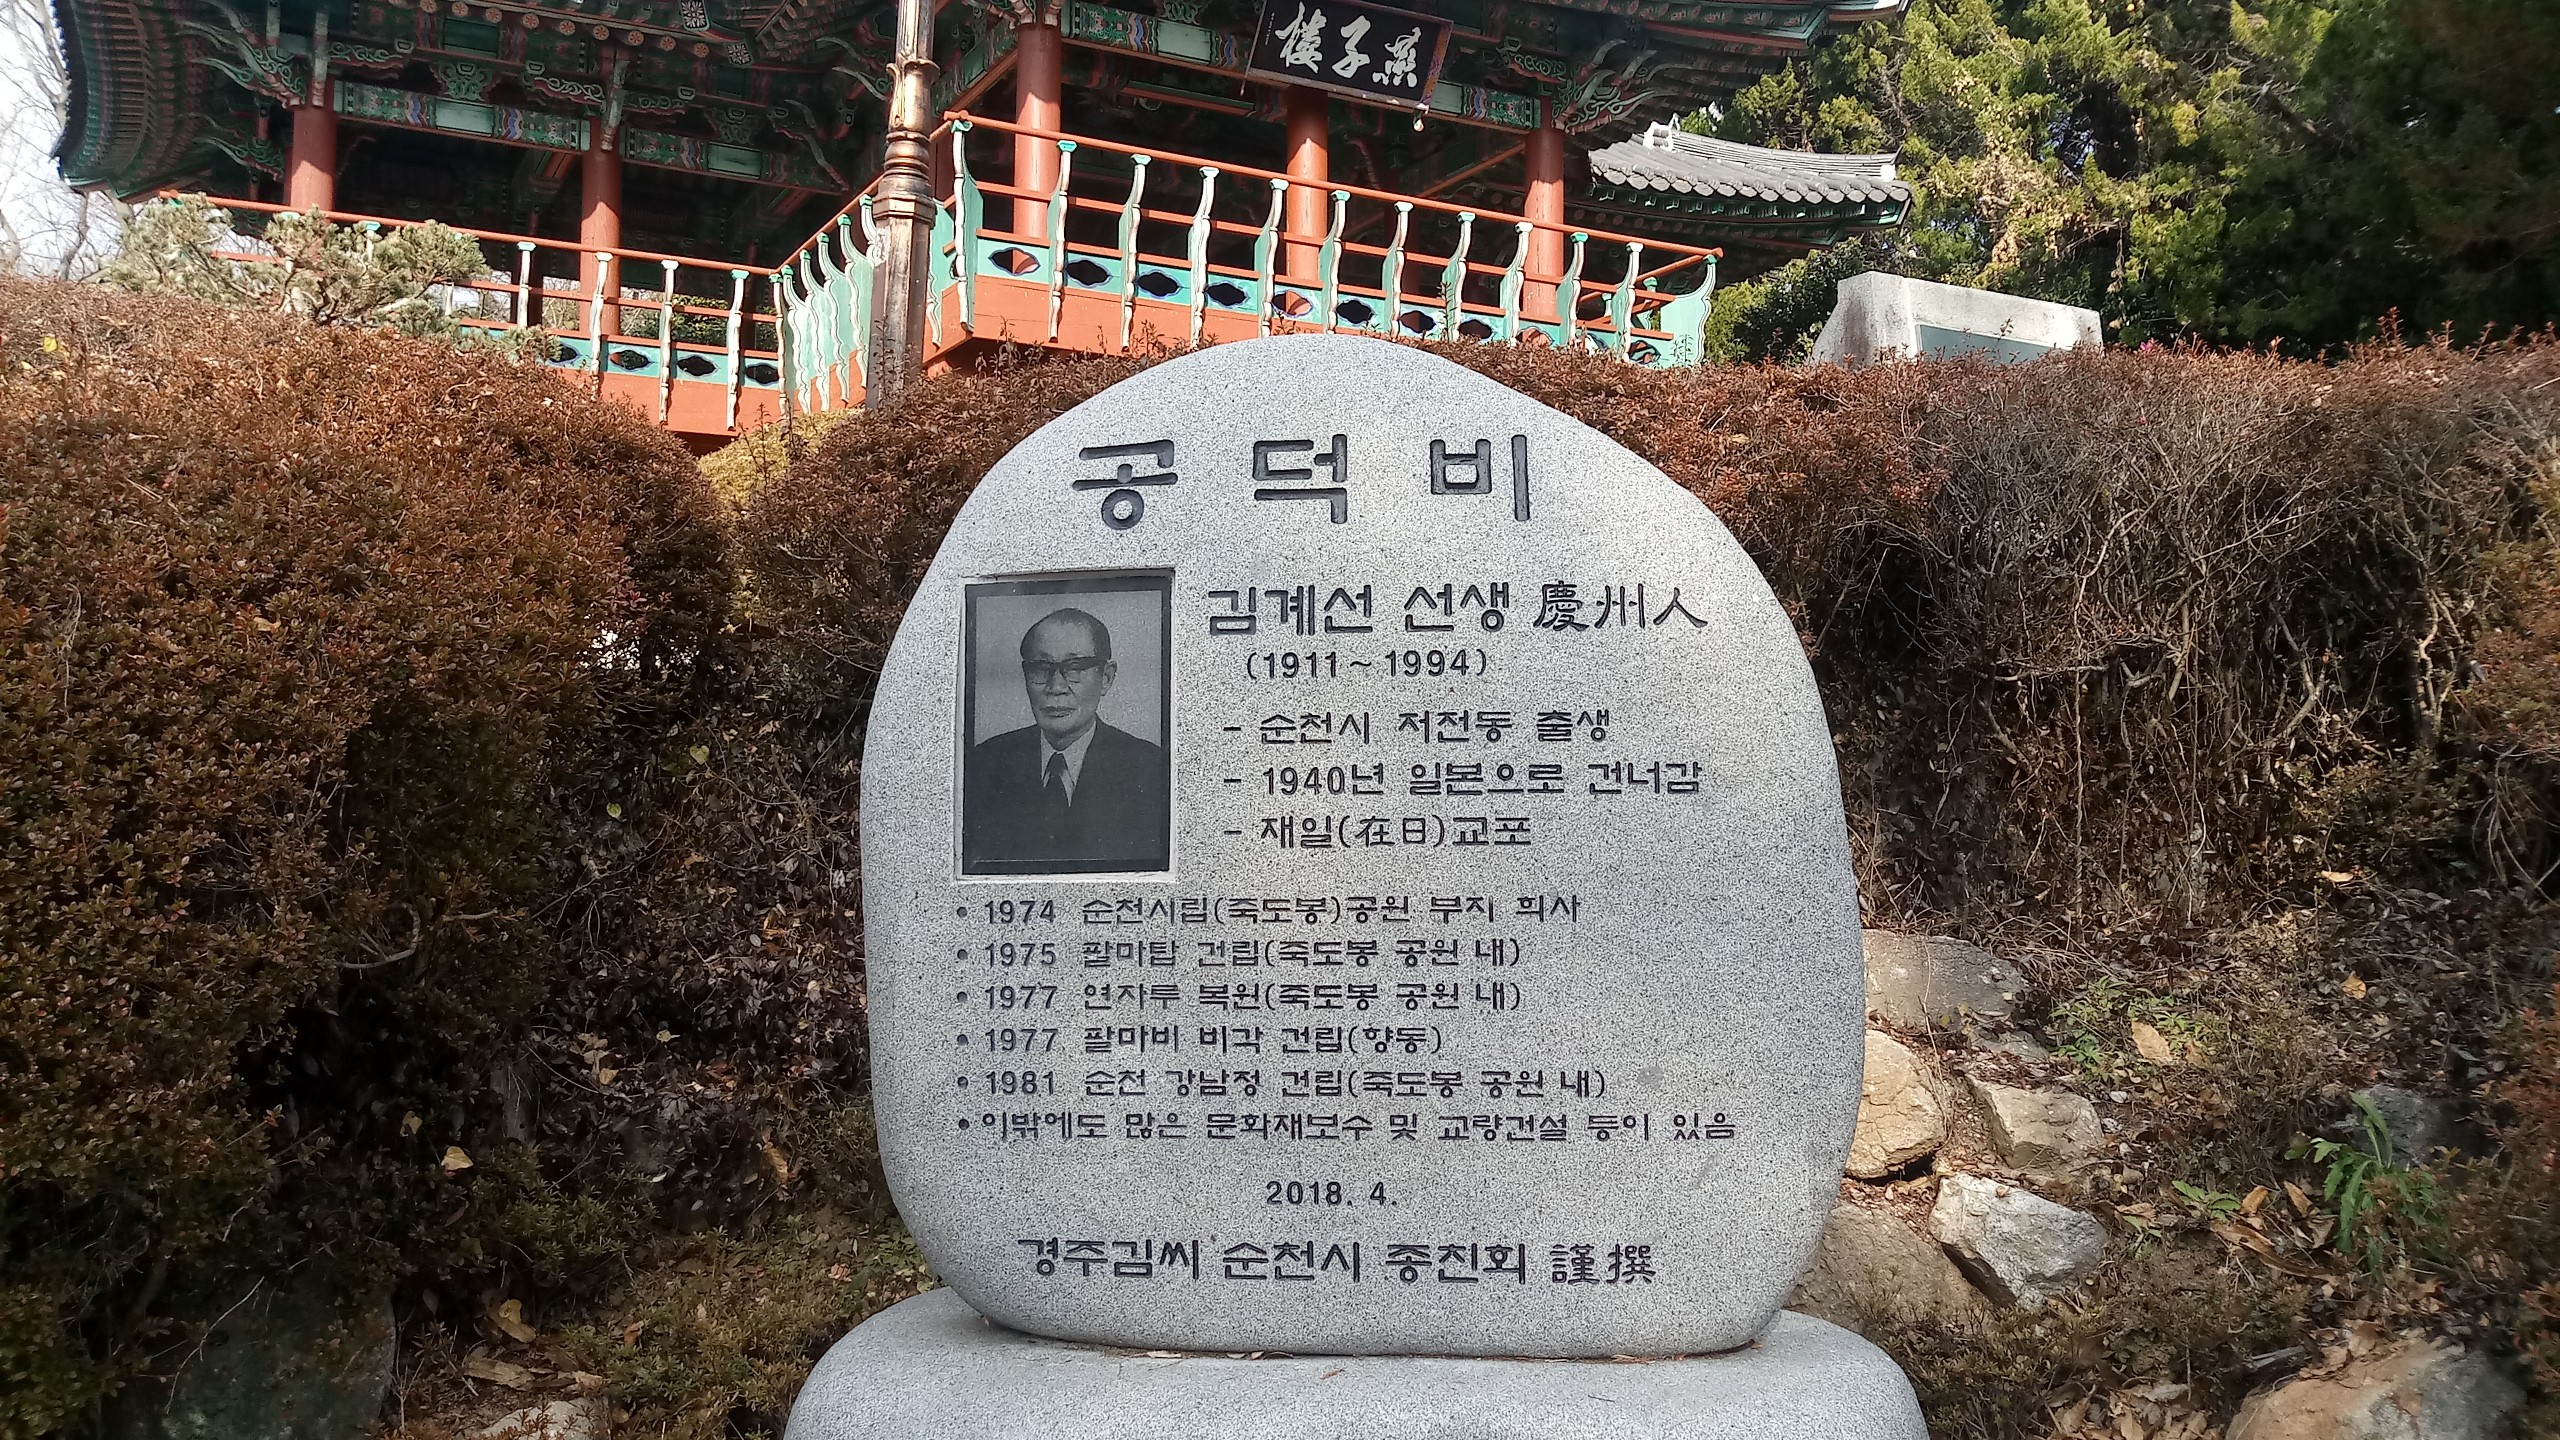 燕子樓
공덕비
김계선 선생 慶州人
(1911~1994)
- 순천시 저전동 출생
- 1940년 일본으로 건너감
- 재일(在日)교포
• 1974 순천시립(죽도봉)공원 부지 희사
• 1975 팔마탑 건립(죽도봉 공원 내)
• 1977 연자루 복원(죽도봉 공원 내)
• 1977 팔마비 비각 건립(향동)
• 1981 순천 강남정 건립(죽도봉 공원 내)
• 이밖에도 많은 문화재보수 및 교량건설 등이 있음
2018. 4.
경주김씨 순천시 종친회 謹撰